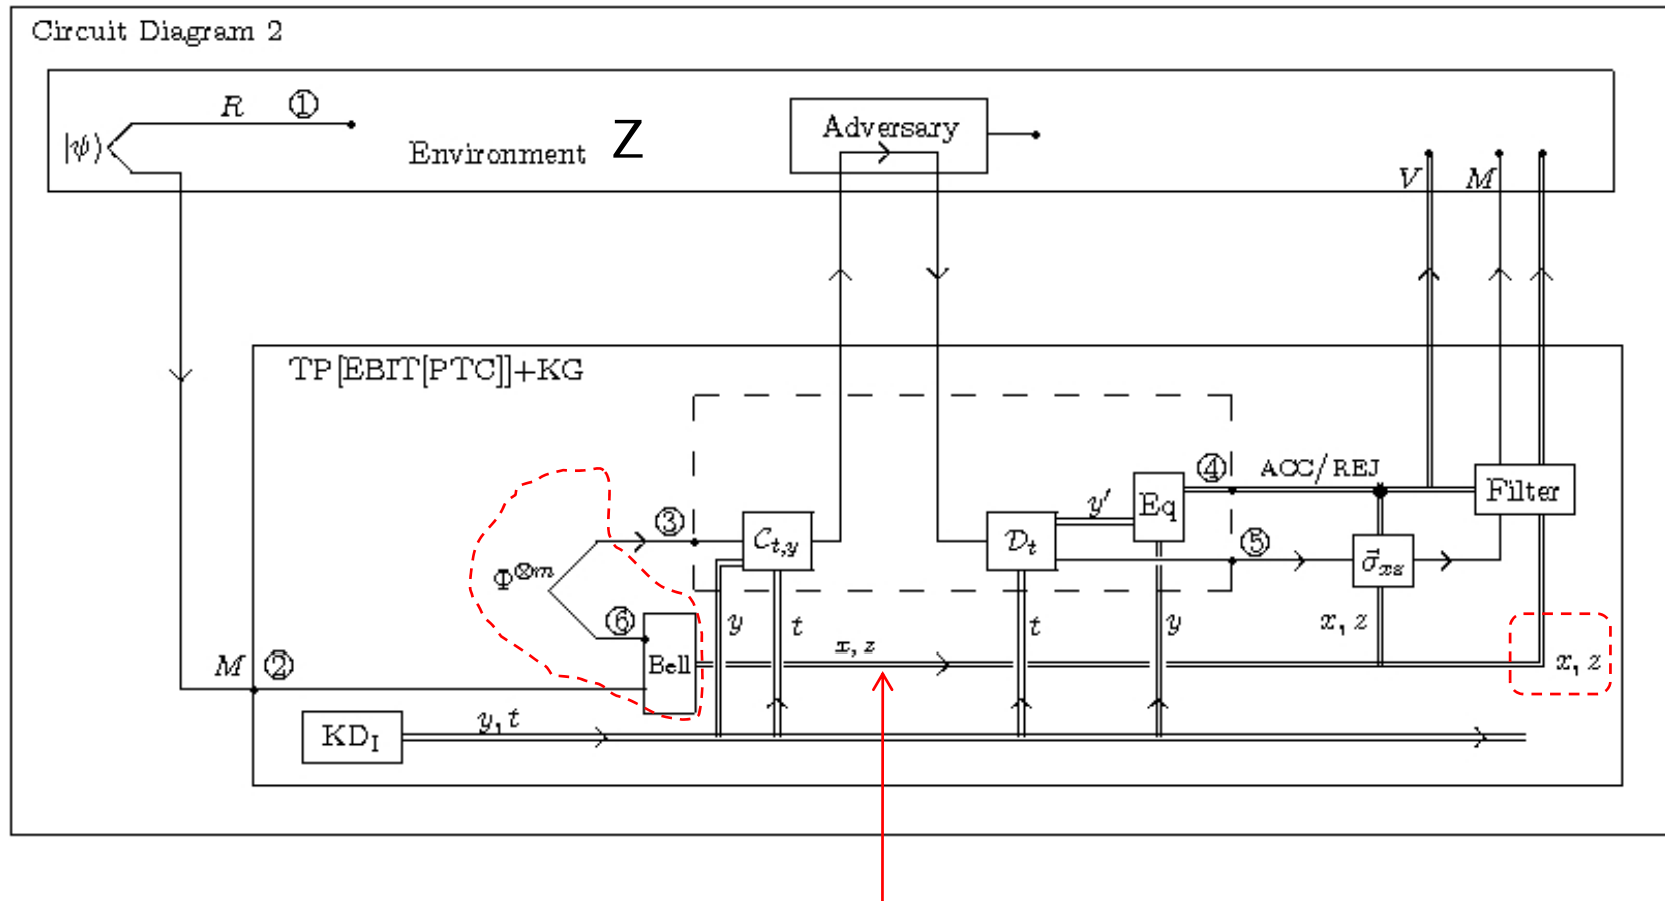 Circuit Diagram 2
R ①
|ψ⟩
Environment Z
Adversary
V M
TP[EBIT[PTC]]+KG
③ C_{t,y}
Φ^{⊗m}
⑥ Bell
y t
D_t
y′
Eq
④ ACC/REJ
⑤
σ⃗_{xz}
Filter
t y
x, z
x, z
x, z
M ②
KD_I
y, t